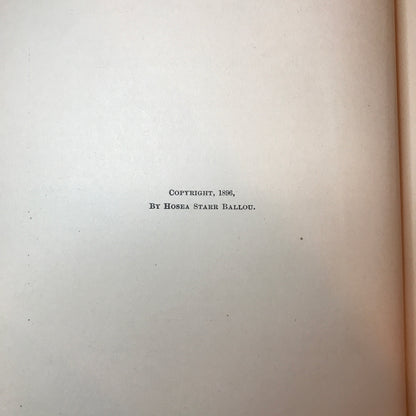 Copyright, 1896,
By Hosea Starr Ballou.